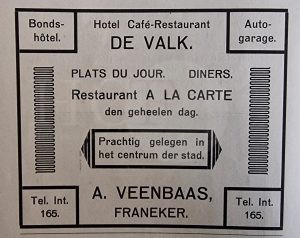 Bonds-
hôtel.
Hotel Café-Restaurant
DE VALK.
Auto-
garage.
PLATS DU JOUR. DINERS.
Restaurant A LA CARTE
den geheelen dag.
Prachtig gelegen in
het centrum der stad.
Tel. Int.
165.
A. VEENBAAS,
FRANEKER.
Tel. Int.
165.